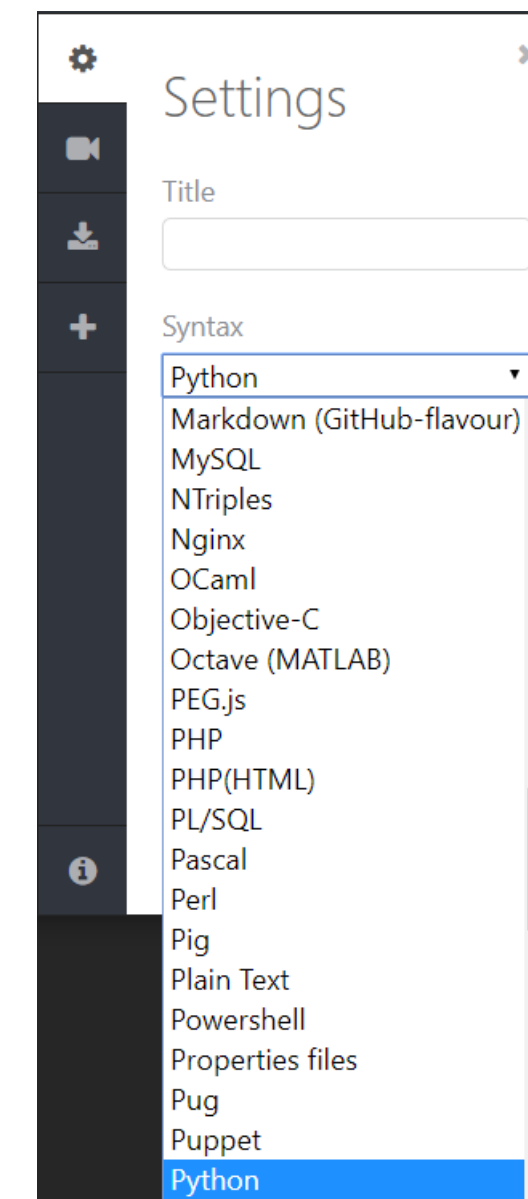 Settings
Title
Syntax
Python
Markdown (GitHub-flavour)
MySQL
NTriples
Nginx
OCaml
Objective-C
Octave (MATLAB)
PEG.js
PHP
PHP(HTML)
PL/SQL
Pascal
Perl
Pig
Plain Text
Powershell
Properties files
Pug
Puppet
Python